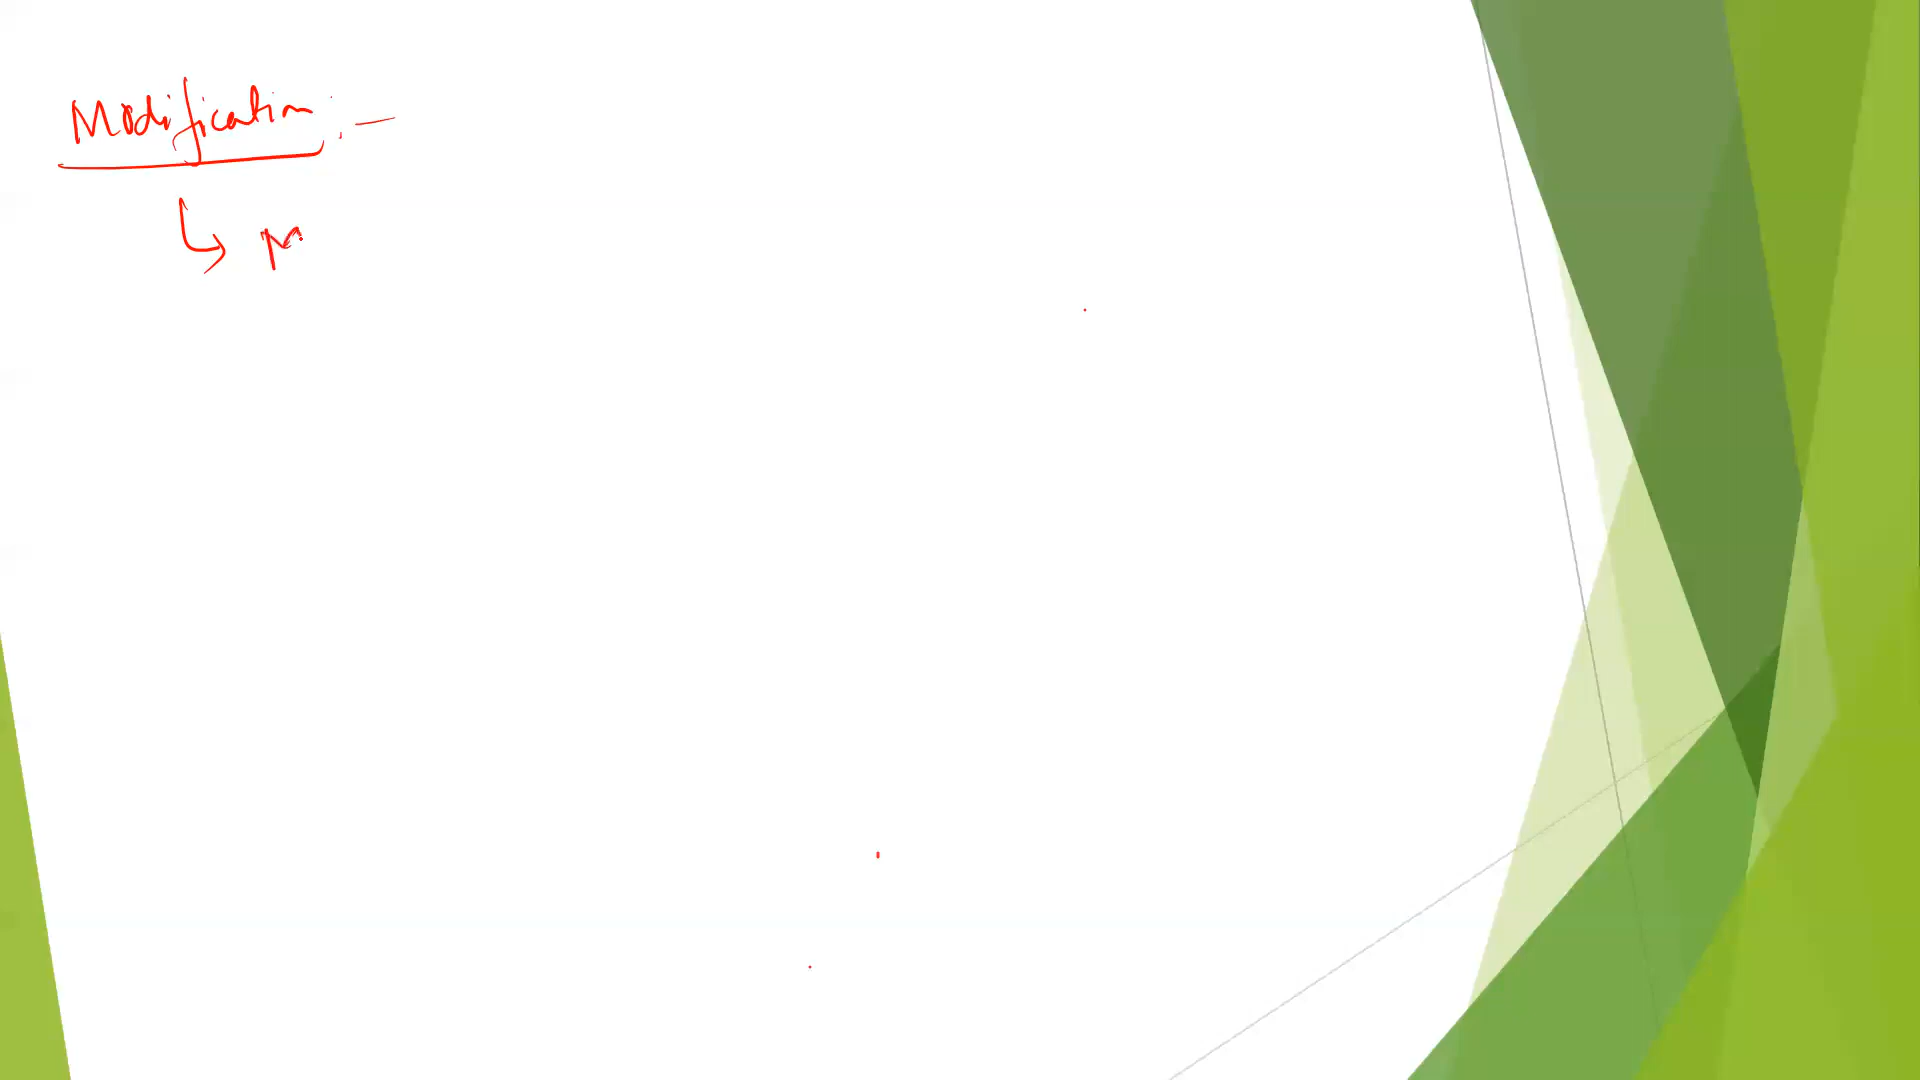 Modification :-
↳ M